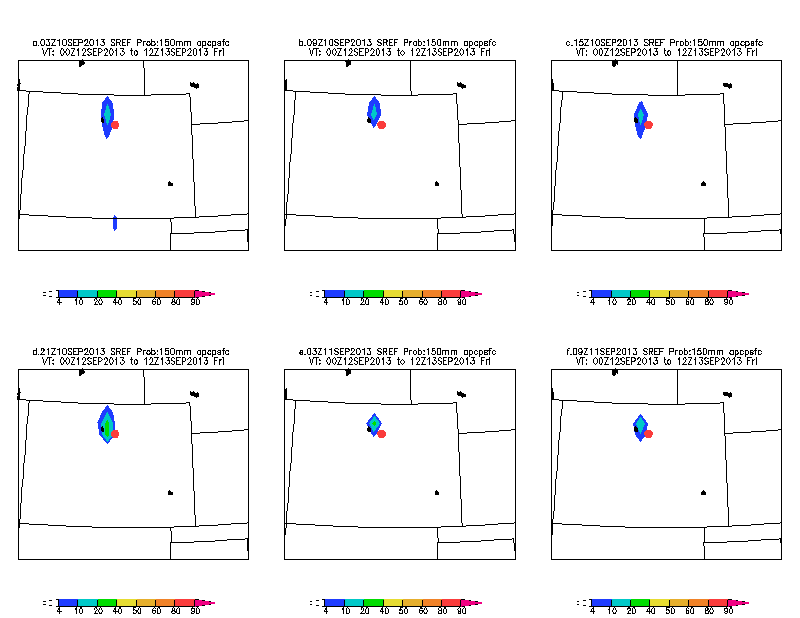 a.03Z10SEP2013 SREF Prob:150mm apcpsfc
VT: 00Z12SEP2013 to 12Z13SEP2013 Fri
b.09Z10SEP2013 SREF Prob:150mm apcpsfc
VT: 00Z12SEP2013 to 12Z13SEP2013 Fri
c.15Z10SEP2013 SREF Prob:150mm apcpsfc
VT: 00Z12SEP2013 to 12Z13SEP2013 Fri
4 10 20 40 50 60 80 90
4 10 20 40 50 60 80 90
4 10 20 40 50 60 80 90
d.21Z10SEP2013 SREF Prob:150mm apcpsfc
VT: 00Z12SEP2013 to 12Z13SEP2013 Fri
e.03Z11SEP2013 SREF Prob:150mm apcpsfc
VT: 00Z12SEP2013 to 12Z13SEP2013 Fri
f.09Z11SEP2013 SREF Prob:150mm apcpsfc
VT: 00Z12SEP2013 to 12Z13SEP2013 Fri
4 10 20 40 50 60 80 90
4 10 20 40 50 60 80 90
4 10 20 40 50 60 80 90